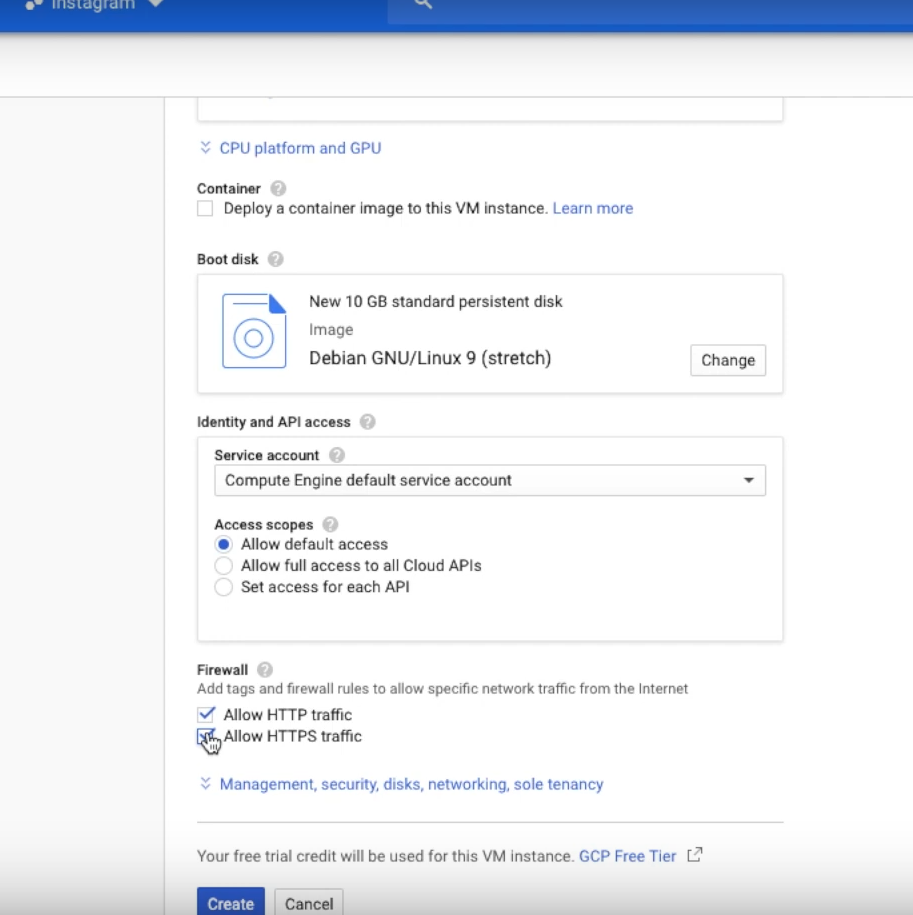 Instagram
CPU platform and GPU
Container
Deploy a container image to this VM instance. Learn more
Boot disk
New 10 GB standard persistent disk
Image
Debian GNU/Linux 9 (stretch)
Change
Identity and API access
Service account
Compute Engine default service account
Access scopes
Allow default access
Allow full access to all Cloud APIs
Set access for each API
Firewall
Add tags and firewall rules to allow specific network traffic from the Internet
Allow HTTP traffic
Allow HTTPS traffic
Management, security, disks, networking, sole tenancy
Your free trial credit will be used for this VM instance. GCP Free Tier
Create Cancel